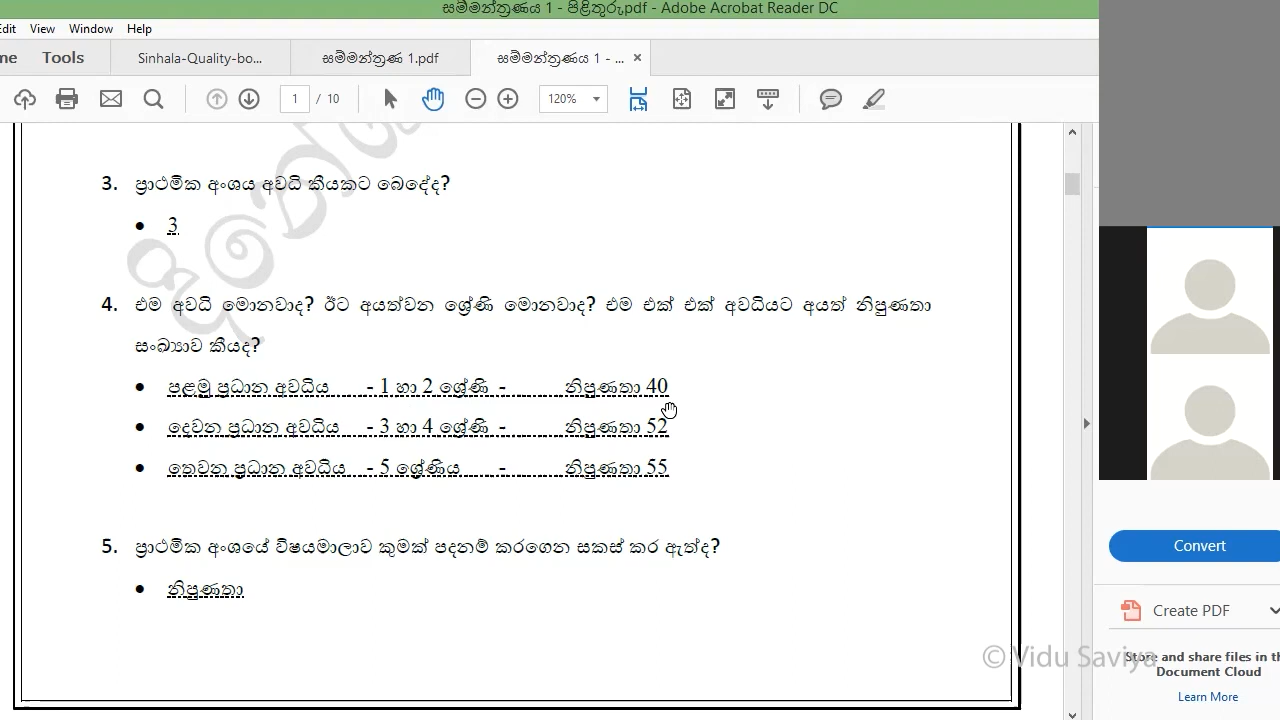 සම්මන්ත්‍රණය 1 - පිළිතුරු.pdf - Adobe Acrobat Reader DC
Edit View Window Help
Tools Sinhala-Quality-bo... සම්මන්ත්‍රණ 1.pdf සම්මන්ත්‍රණය 1 - ... ×
1 / 10 120%
3. ප්‍රාථමික අංශය අවධි කීයකට බෙදේද?
• 3
4. එම අවධි මොනවාද? ඊට අයත්වන ශ්‍රේණි මොනවාද? එම එක් එක් අවධියට අයත් නිපුණතා
සංඛ්‍යාව කීයද?
• පළමු ප්‍රධාන අවධිය - 1 හා 2 ශ්‍රේණි - නිපුණතා 40
• දෙවන ප්‍රධාන අවධිය - 3 හා 4 ශ්‍රේණි - නිපුණතා 52
• තෙවන ප්‍රධාන අවධිය - 5 ශ්‍රේණිය - නිපුණතා 55
5. ප්‍රාථමික අංශයේ විෂයමාලාව කුමක් පදනම් කරගෙන සකස් කර ඇත්ද?
• නිපුණතා
Convert
Create PDF
© Vidu Saviya
Store and share files in th
Document Cloud
Learn More